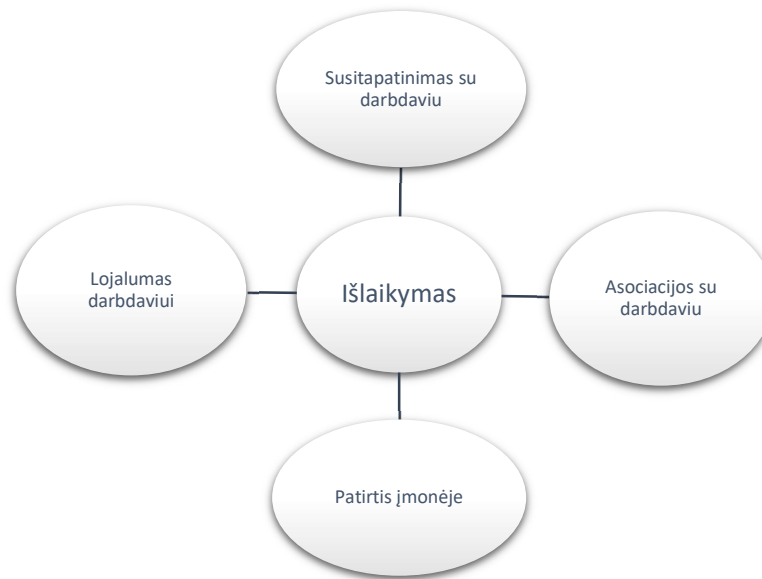 Susitapatinimas su
darbdaviu
Lojalumas
darbdaviui
Išlaikymas
Asociacijos su
darbdaviu
Patirtis įmonėje